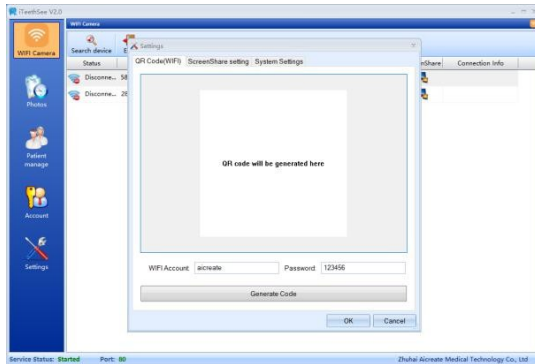 iTeethSee V2.0
WIFI Camera
WIFI Camera
Search device
Status
Disconne... 58
Disconne... 28
nShare
Connection Info
Settings
QR Code(WIFI) ScreenShare setting System Settings
QR code will be generated here
WIFI Account aicreate Password 123456
Generate Code
OK Cancel
Photos
Patient
manage
Account
Settings
Service Status: Started Port: 80 Zhuhai Aicreate Medical Technology Co., Ltd